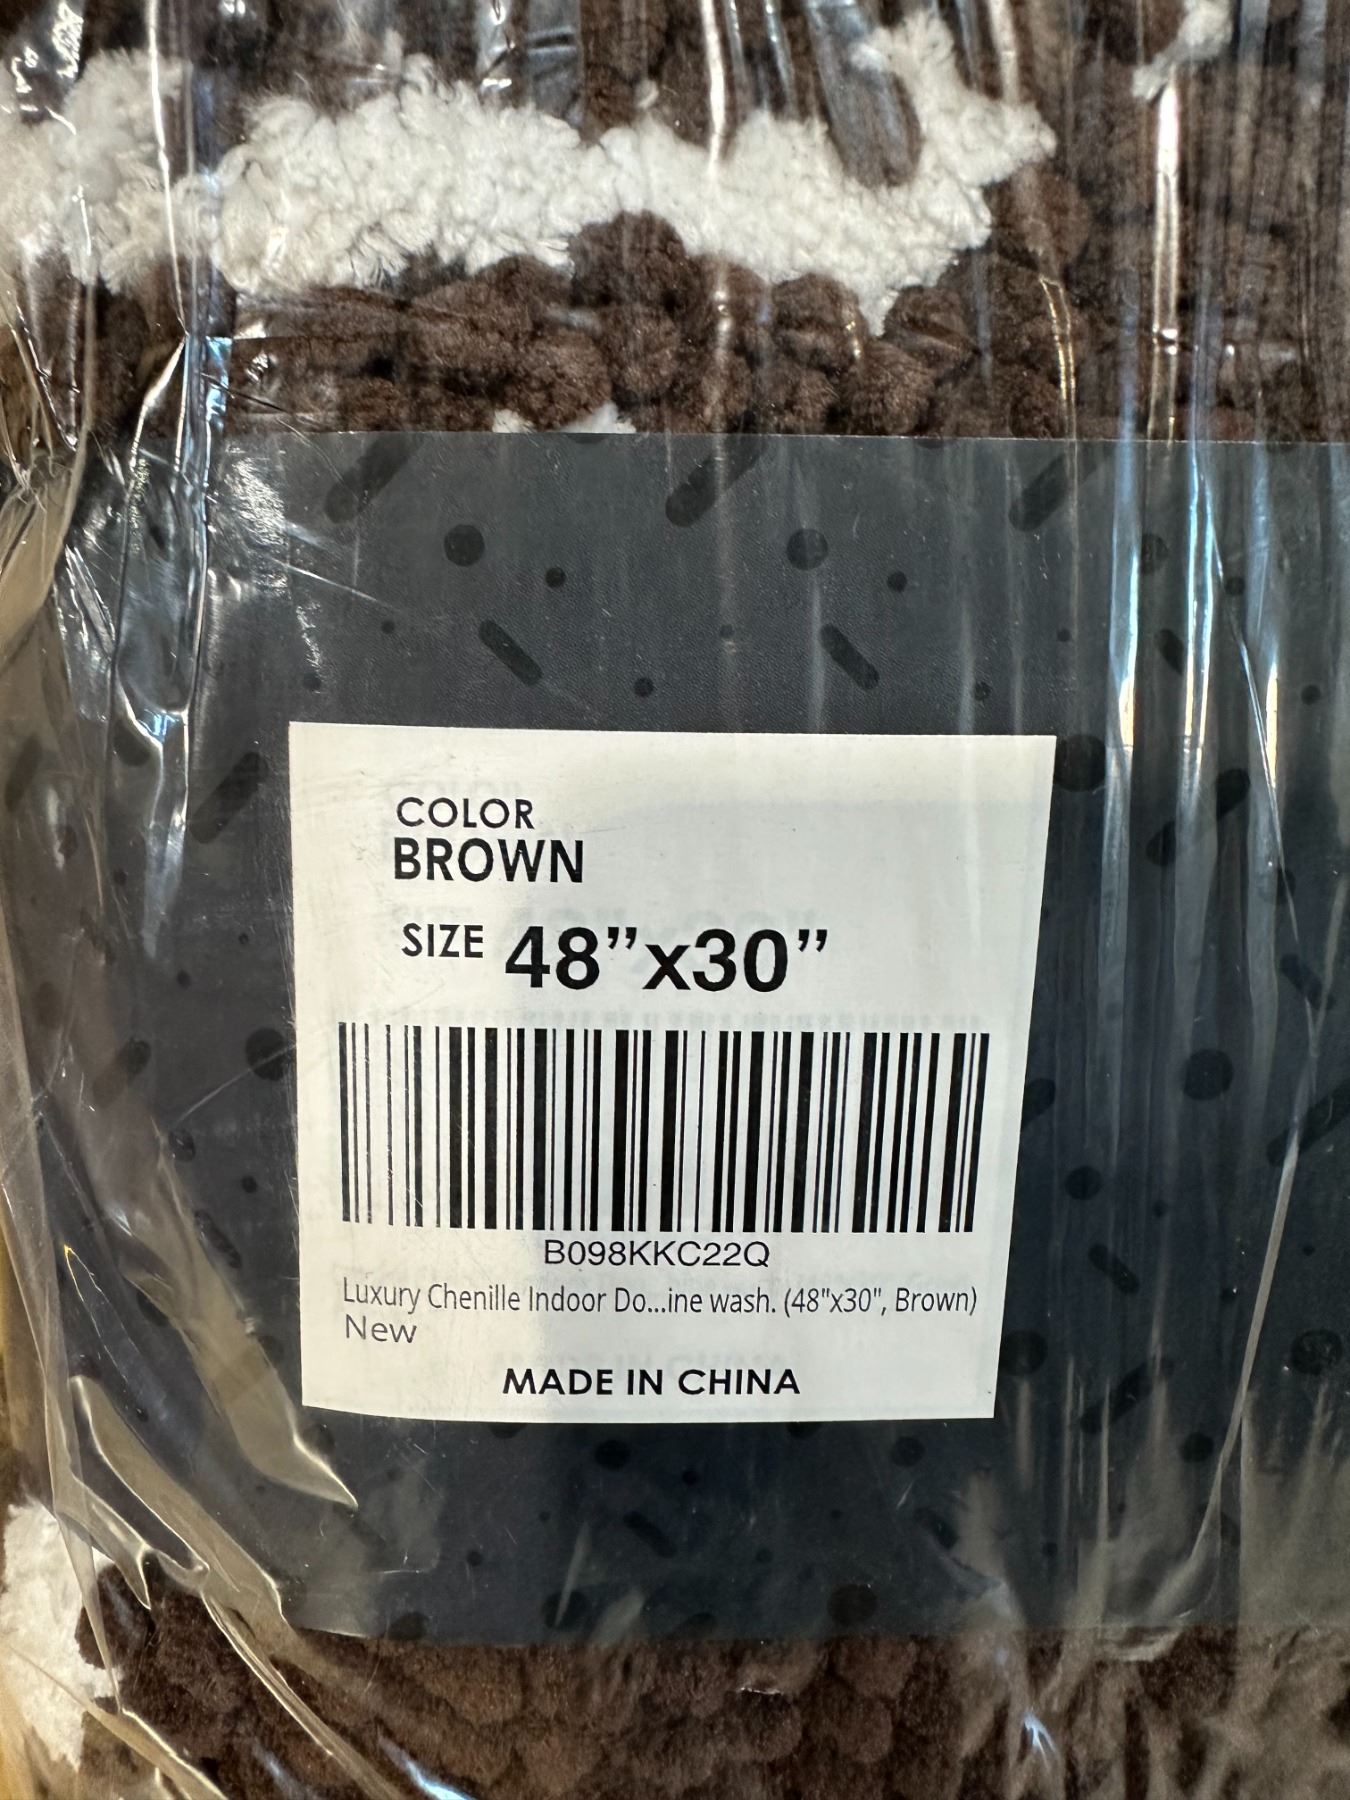 COLOR
BROWN
SIZE 48”x30”
B098KKC22Q
Luxury Chenille Indoor Do...ine wash. (48"x30", Brown)
New
MADE IN CHINA